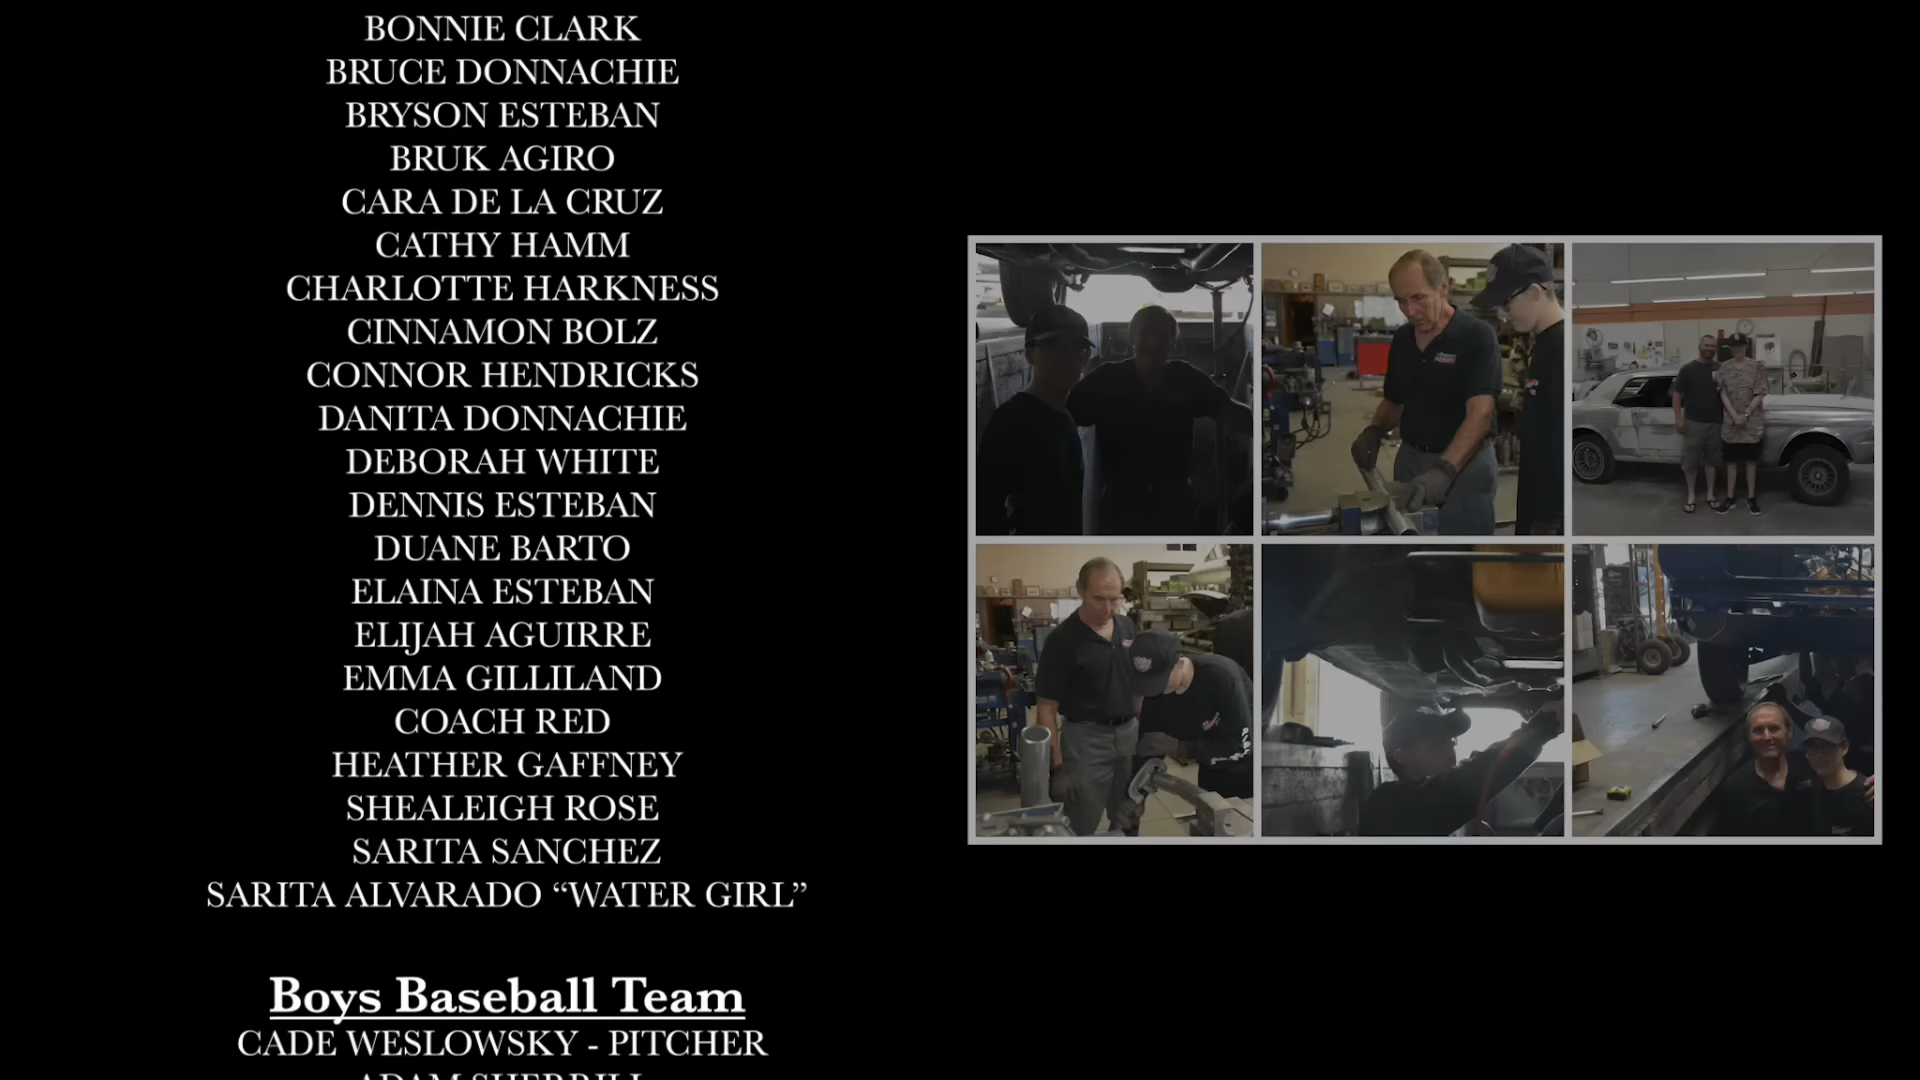 BONNIE CLARK
BRUCE DONNACHIE
BRYSON ESTEBAN
BRUK AGIRO
CARA DE LA CRUZ
CATHY HAMM
CHARLOTTE HARKNESS
CINNAMON BOLZ
CONNOR HENDRICKS
DANITA DONNACHIE
DEBORAH WHITE
DENNIS ESTEBAN
DUANE BARTO
ELAINA ESTEBAN
ELIJAH AGUIRRE
EMMA GILLILAND
COACH RED
HEATHER GAFFNEY
SHEALEIGH ROSE
SARITA SANCHEZ
SARITA ALVARADO “WATER GIRL”
Boys Baseball Team
CADE WESLOWSKY - PITCHER
ADAM SHERRILL